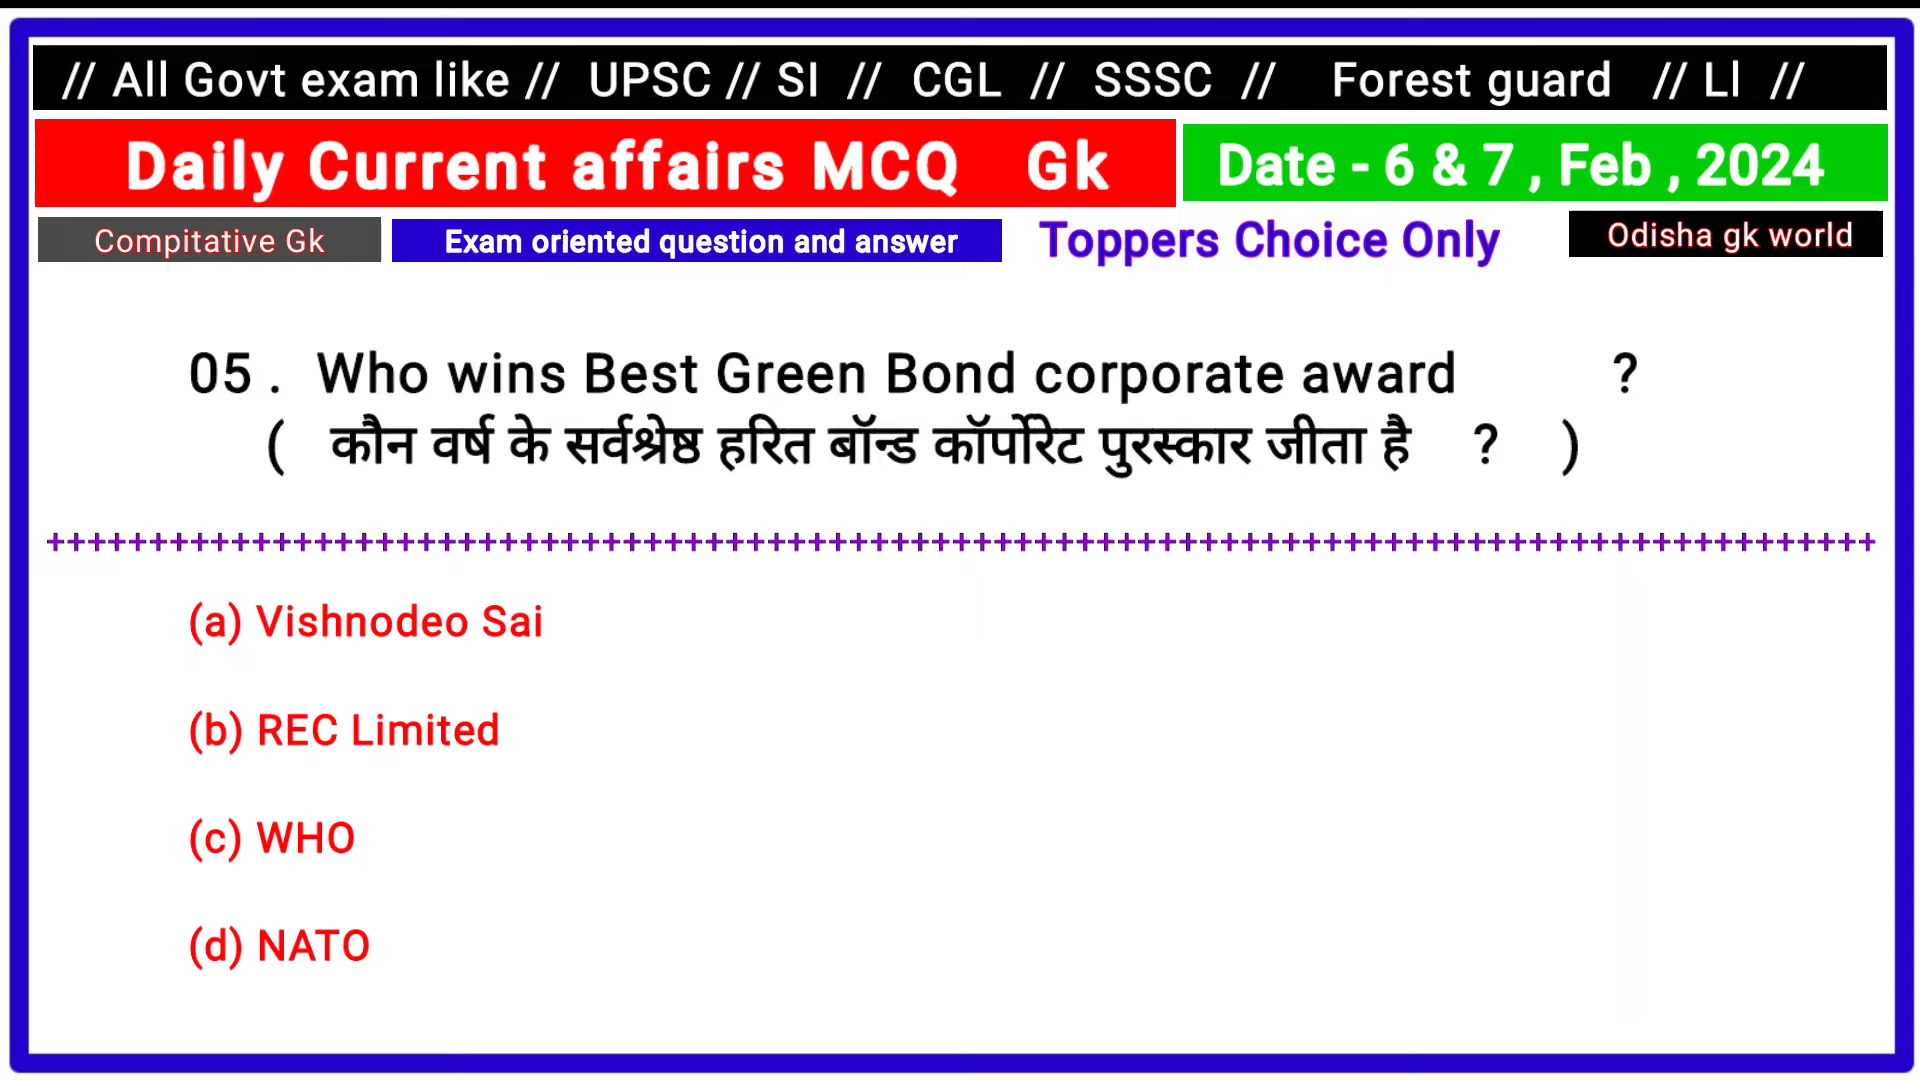 // All Govt exam like // UPSC // SI // CGL // SSSC // Forest guard // Ll //
Daily Current affairs MCQ Gk
Date - 6 & 7 , Feb , 2024
Compitative Gk
Exam oriented question and answer
Toppers Choice Only
Odisha gk world
05 . Who wins Best Green Bond corporate award ?
( कौन वर्ष के सर्वश्रेष्ठ हरित बॉन्ड कॉर्पोरेट पुरस्कार जीता है ? )
+++++++++++++++++++++++++++++++++++++++++++++++++++++++++++++++++++++++++++++++++++++++++
(a) Vishnodeo Sai
(b) REC Limited
(c) WHO
(d) NATO